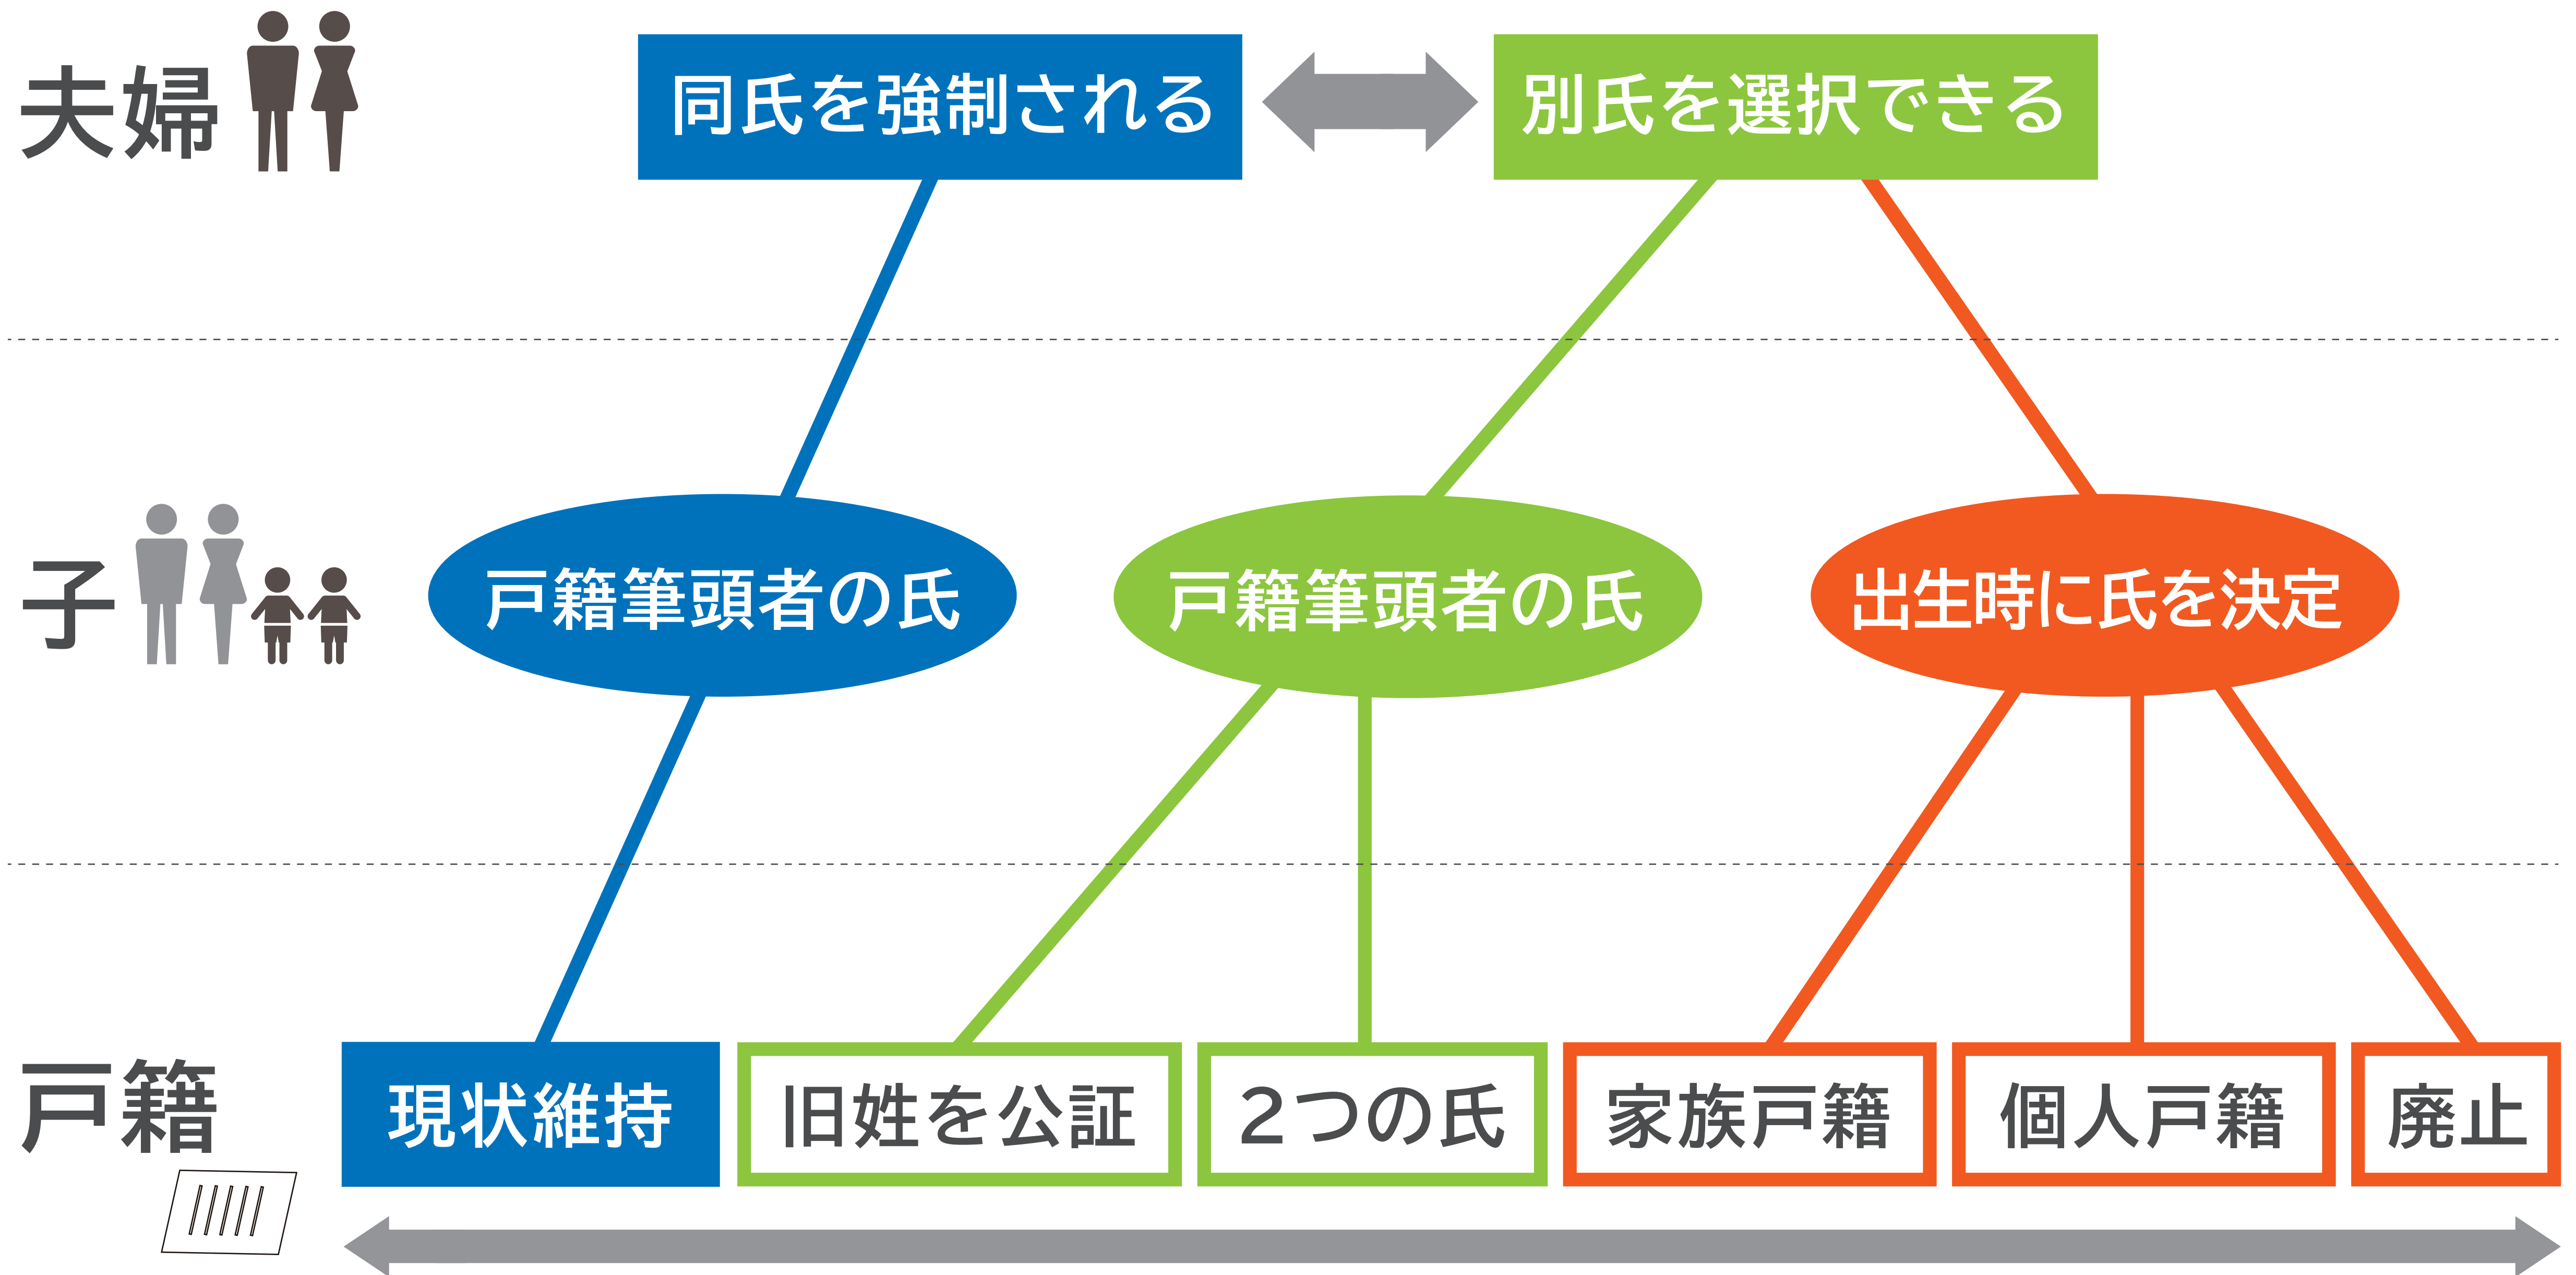 夫婦
同氏を強制される
別氏を選択できる
子
戸籍筆頭者の氏
戸籍筆頭者の氏
出生時に氏を決定
戸籍
現状維持
旧姓を公証
2つの氏
家族戸籍
個人戸籍
廃止